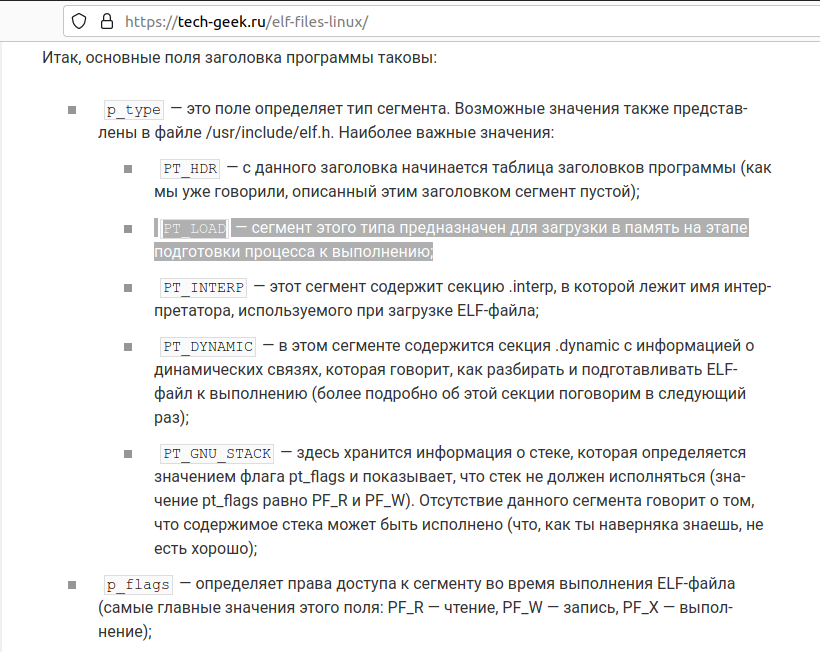 https://tech-geek.ru/elf-files-linux/
Итак, основные поля заголовка программы таковы:
p_type — это поле определяет тип сегмента. Возможные значения также представ-
лены в файле /usr/include/elf.h. Наиболее важные значения:
PT_HDR — с данного заголовка начинается таблица заголовков программы (как
мы уже говорили, описанный этим заголовком сегмент пустой);
PT_LOAD — сегмент этого типа предназначен для загрузки в память на этапе
подготовки процесса к выполнению;
PT_INTERP — этот сегмент содержит секцию .interp, в которой лежит имя интер-
претатора, используемого при загрузке ELF-файла;
PT_DYNAMIC — в этом сегменте содержится секция .dynamic с информацией о
динамических связях, которая говорит, как разбирать и подготавливать ELF-
файл к выполнению (более подробно об этой секции поговорим в следующий
раз);
PT_GNU_STACK — здесь хранится информация о стеке, которая определяется
значением флага pt_flags и показывает, что стек не должен исполняться (зна-
чение pt_flags равно PF_R и PF_W). Отсутствие данного сегмента говорит о том,
что содержимое стека может быть исполнено (что, как ты наверняка знаешь, не
есть хорошо);
p_flags — определяет права доступа к сегменту во время выполнения ELF-файла
(самые главные значения этого поля: PF_R — чтение, PF_W — запись, PF_X — выпол-
нение);